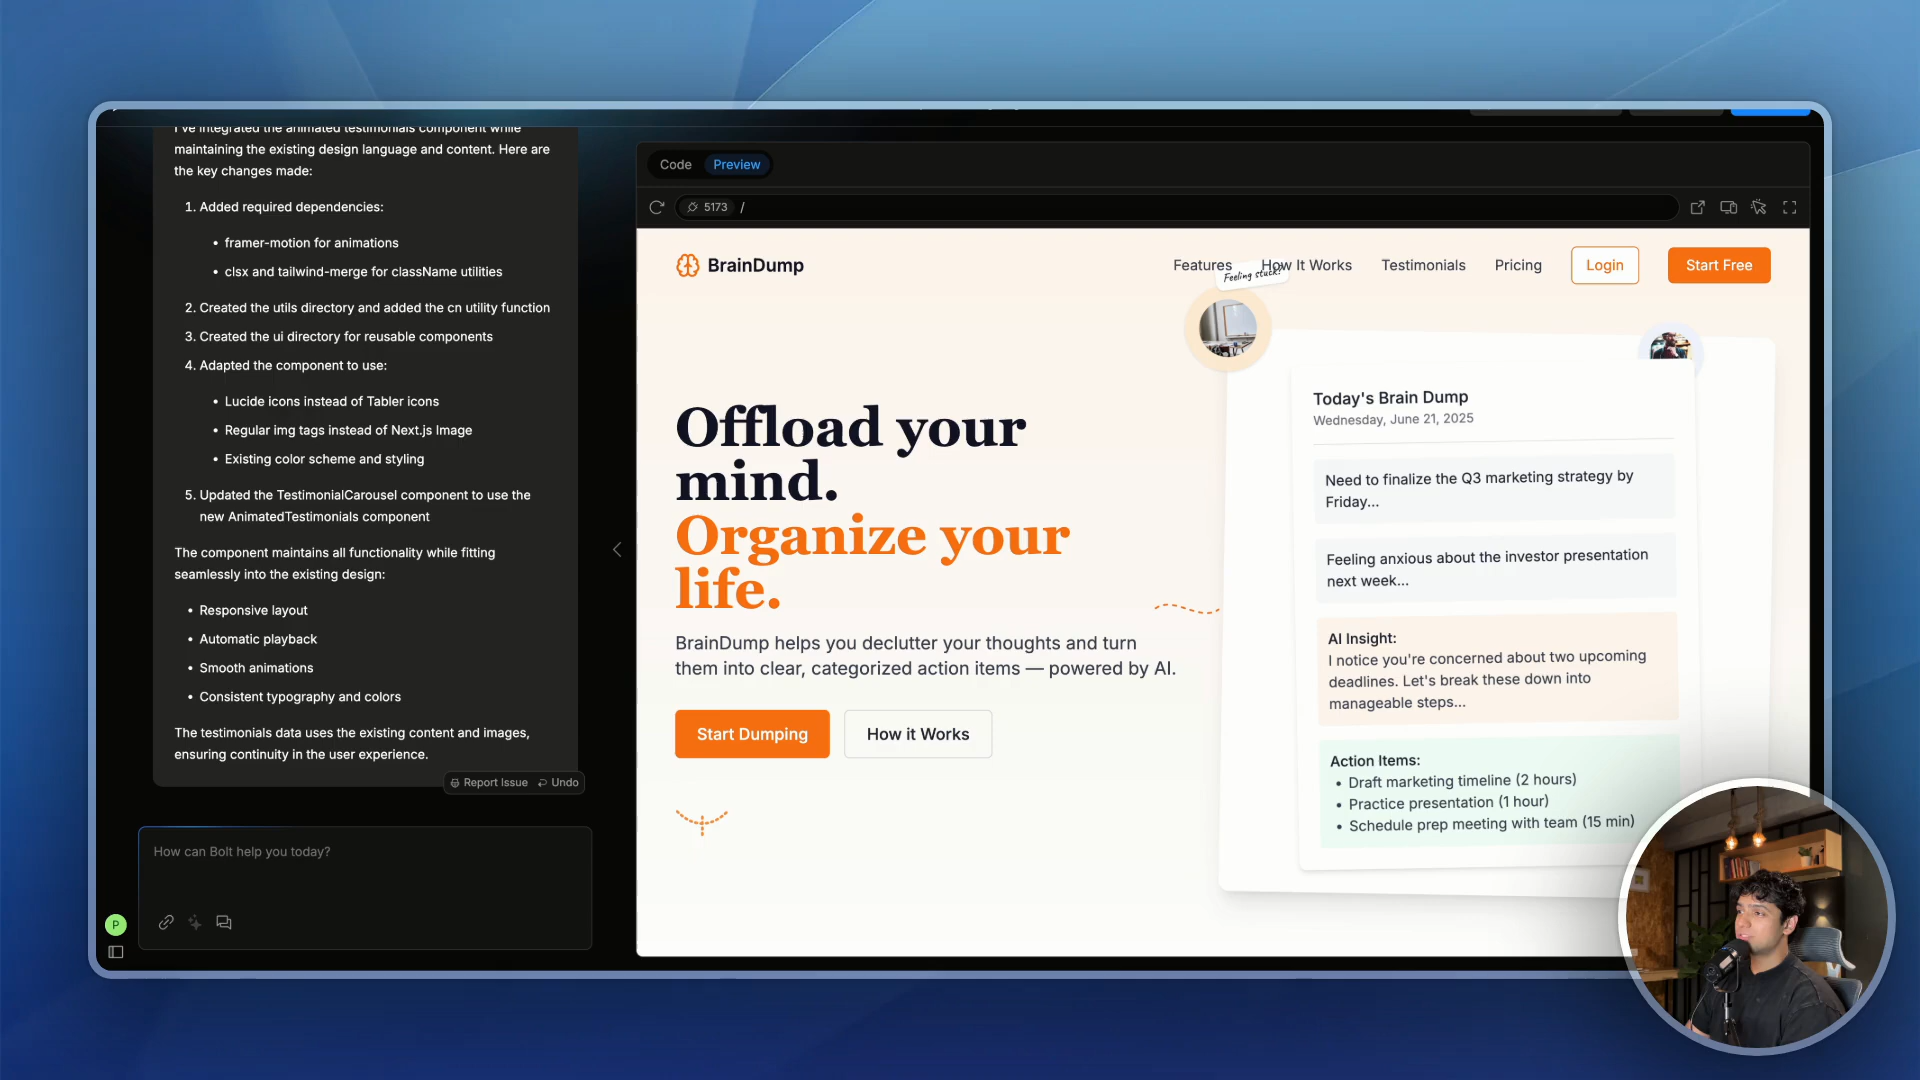 I've integrated the animated testimonials component while
maintaining the existing design language and content. Here are
the key changes made:
1. Added required dependencies:
• framer-motion for animations
• clsx and tailwind-merge for className utilities
2. Created the utils directory and added the cn utility function
3. Created the ui directory for reusable components
4. Adapted the component to use:
• Lucide icons instead of Tabler icons
• Regular img tags instead of Next.js Image
• Existing color scheme and styling
5. Updated the TestimonialCarousel component to use the
new AnimatedTestimonials component
The component maintains all functionality while fitting
seamlessly into the existing design:
• Responsive layout
• Automatic playback
• Smooth animations
• Consistent typography and colors
The testimonials data uses the existing content and images,
ensuring continuity in the user experience.
Report Issue Undo
How can Bolt help you today?
P
Code Preview
5173 /
BrainDump
Features How It Works Testimonials Pricing Login Start Free
Feeling stuck?
Offload your
mind.
Organize your
life.
BrainDump helps you declutter your thoughts and turn
them into clear, categorized action items — powered by AI.
Start Dumping How it Works
Today's Brain Dump
Wednesday, June 21, 2025
Need to finalize the Q3 marketing strategy by
Friday...
Feeling anxious about the investor presentation
next week...
AI Insight:
I notice you're concerned about two upcoming
deadlines. Let's break these down into
manageable steps...
Action Items:
• Draft marketing timeline (2 hours)
• Practice presentation (1 hour)
• Schedule prep meeting with team (15 min)